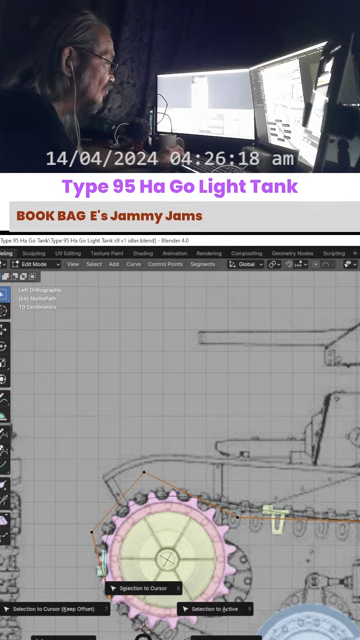 14/04/2024 04:26:18 am
Type 95 Ha Go Light Tank
BOOK BAG E's Jammy Jams
Type 95 Ha Go Tank\Type 95 Ha Go Light Tank s9 v1 idler.blend] - Blender 4.0
Sculpting UV Editing Texture Paint Shading Animation Rendering Compositing Geometry Nodes Scripting
Edit Mode View Select Add Curve Control Points Segments Global
Left Orthographic
10 Centimeters
Selection to Cursor
Selection to Cursor (Keep Offset)
Selection to Active